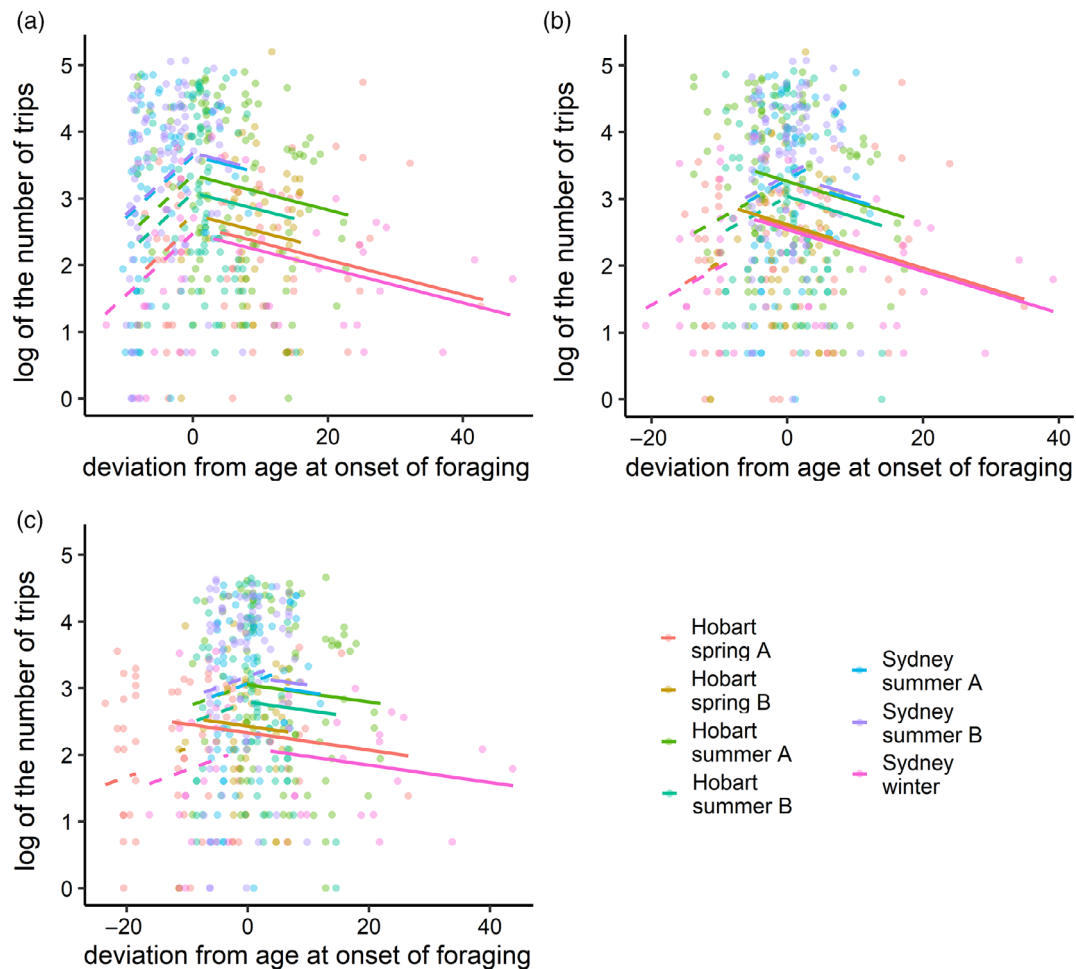 (a)
log of the number of trips
5
4
3
2
1
0
0
20
40
deviation from age at onset of foraging
(b)
log of the number of trips
5
4
3
2
1
0
−20
0
20
40
deviation from age at onset of foraging
(c)
log of the number of trips
5
4
3
2
1
0
−20
0
20
40
deviation from age at onset of foraging
Hobart
spring A
Hobart
spring B
Hobart
summer A
Hobart
summer B
Sydney
summer A
Sydney
summer B
Sydney
winter